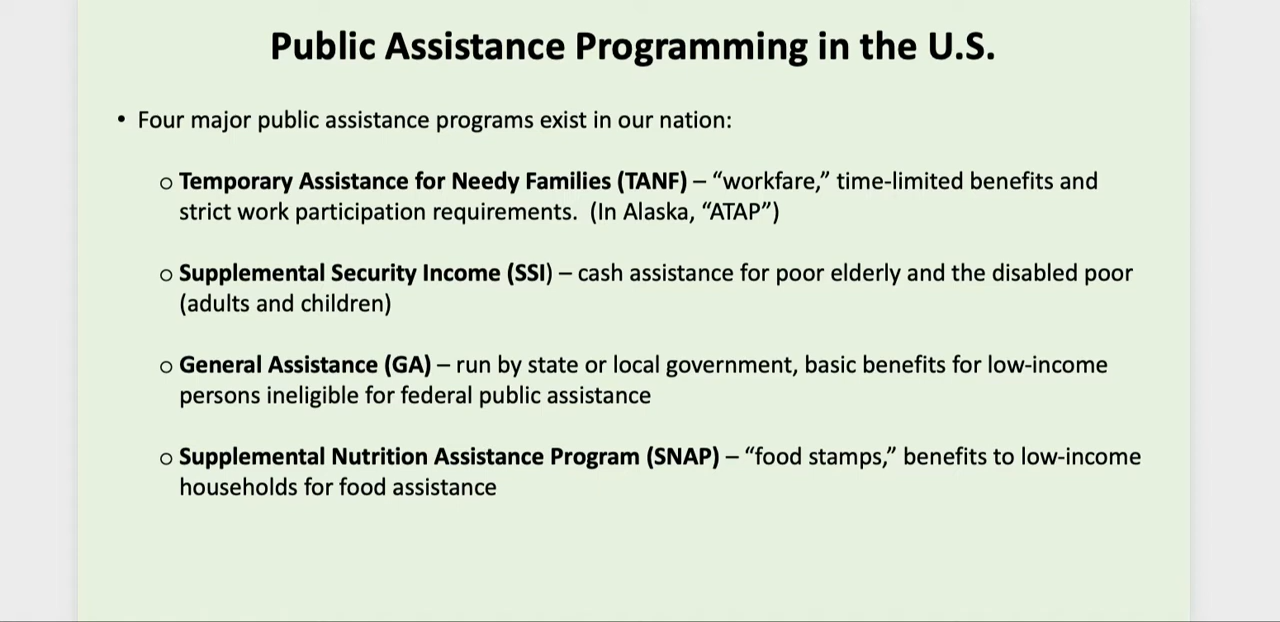 Public Assistance Programming in the U.S.
• Four major public assistance programs exist in our nation:
o Temporary Assistance for Needy Families (TANF) – “workfare,” time-limited benefits and
strict work participation requirements.  (In Alaska, “ATAP”)
o Supplemental Security Income (SSI) – cash assistance for poor elderly and the disabled poor
(adults and children)
o General Assistance (GA) – run by state or local government, basic benefits for low-income
persons ineligible for federal public assistance
o Supplemental Nutrition Assistance Program (SNAP) – “food stamps,” benefits to low-income
households for food assistance